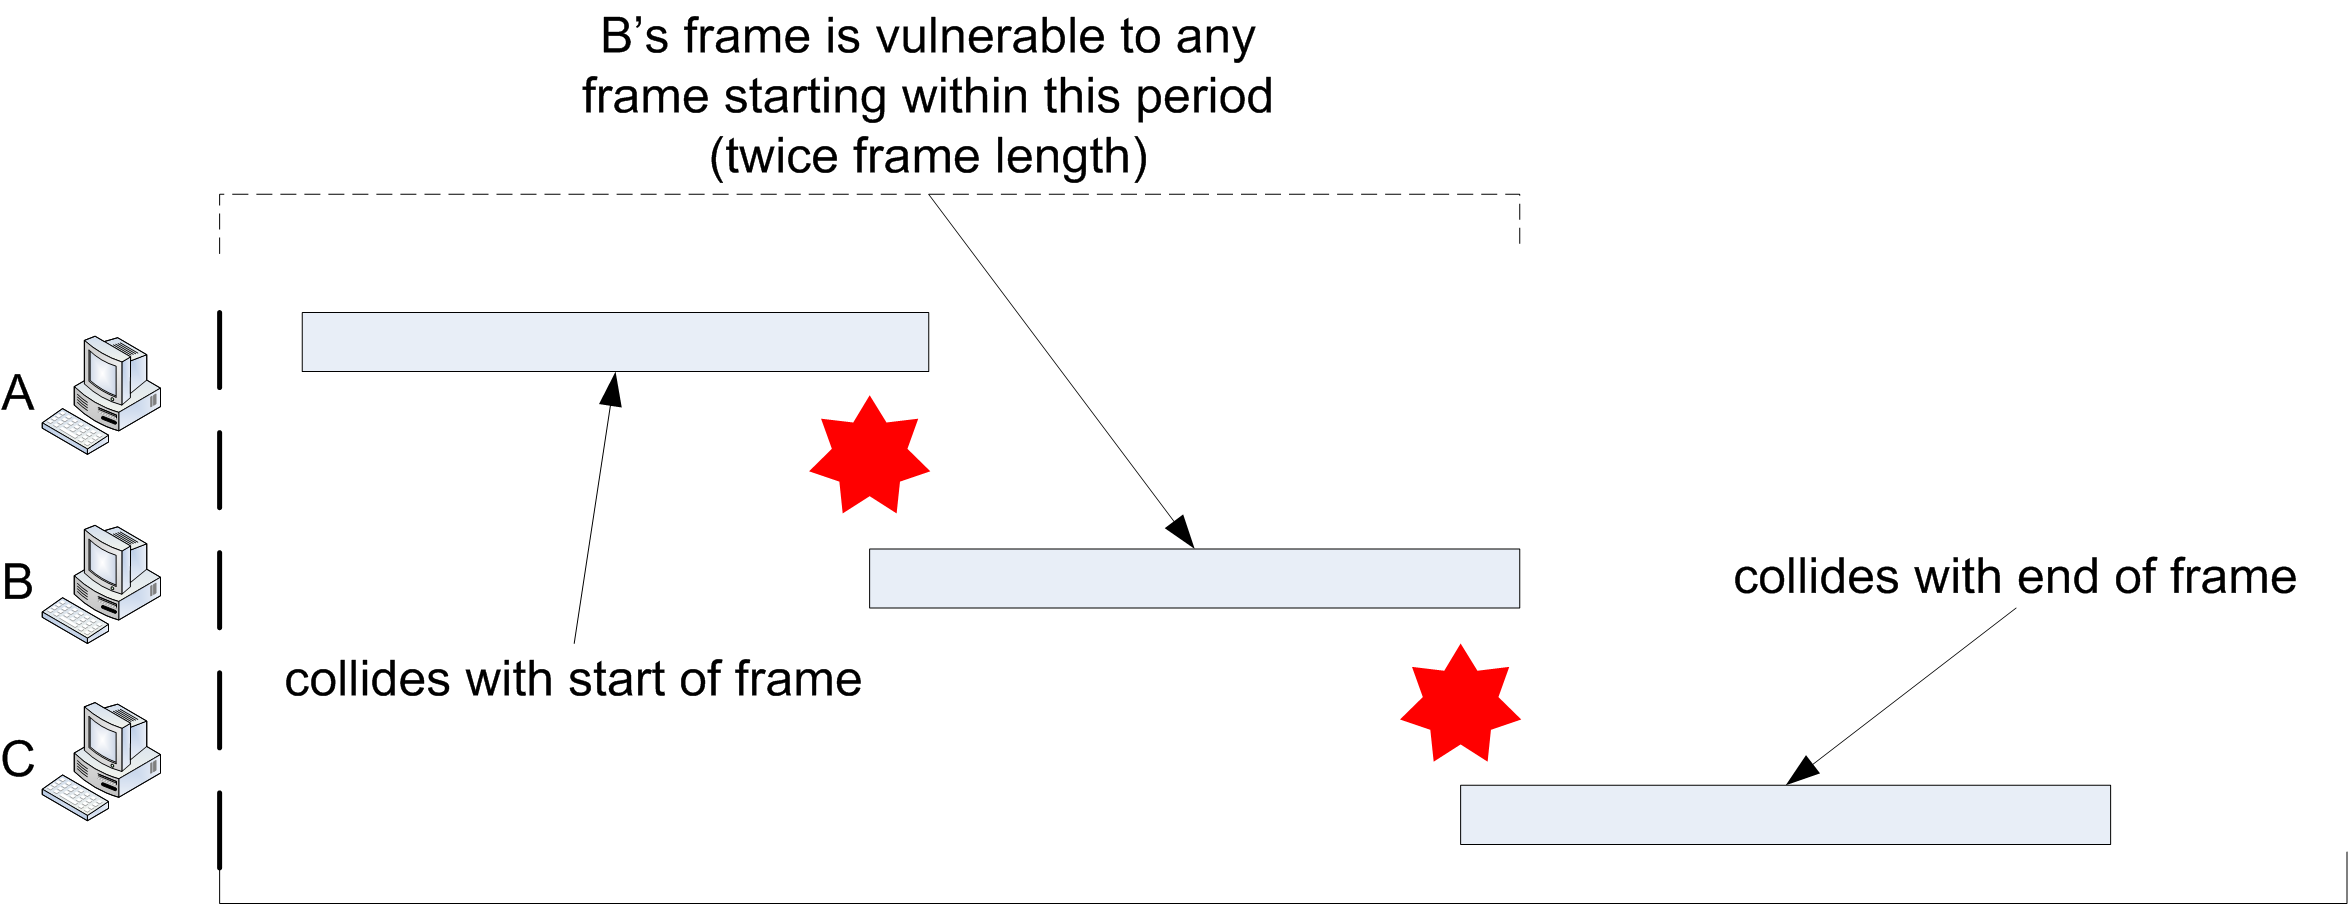 B’s frame is vulnerable to any
frame starting within this period
(twice frame length)
A
B
collides with end of frame
collides with start of frame
C